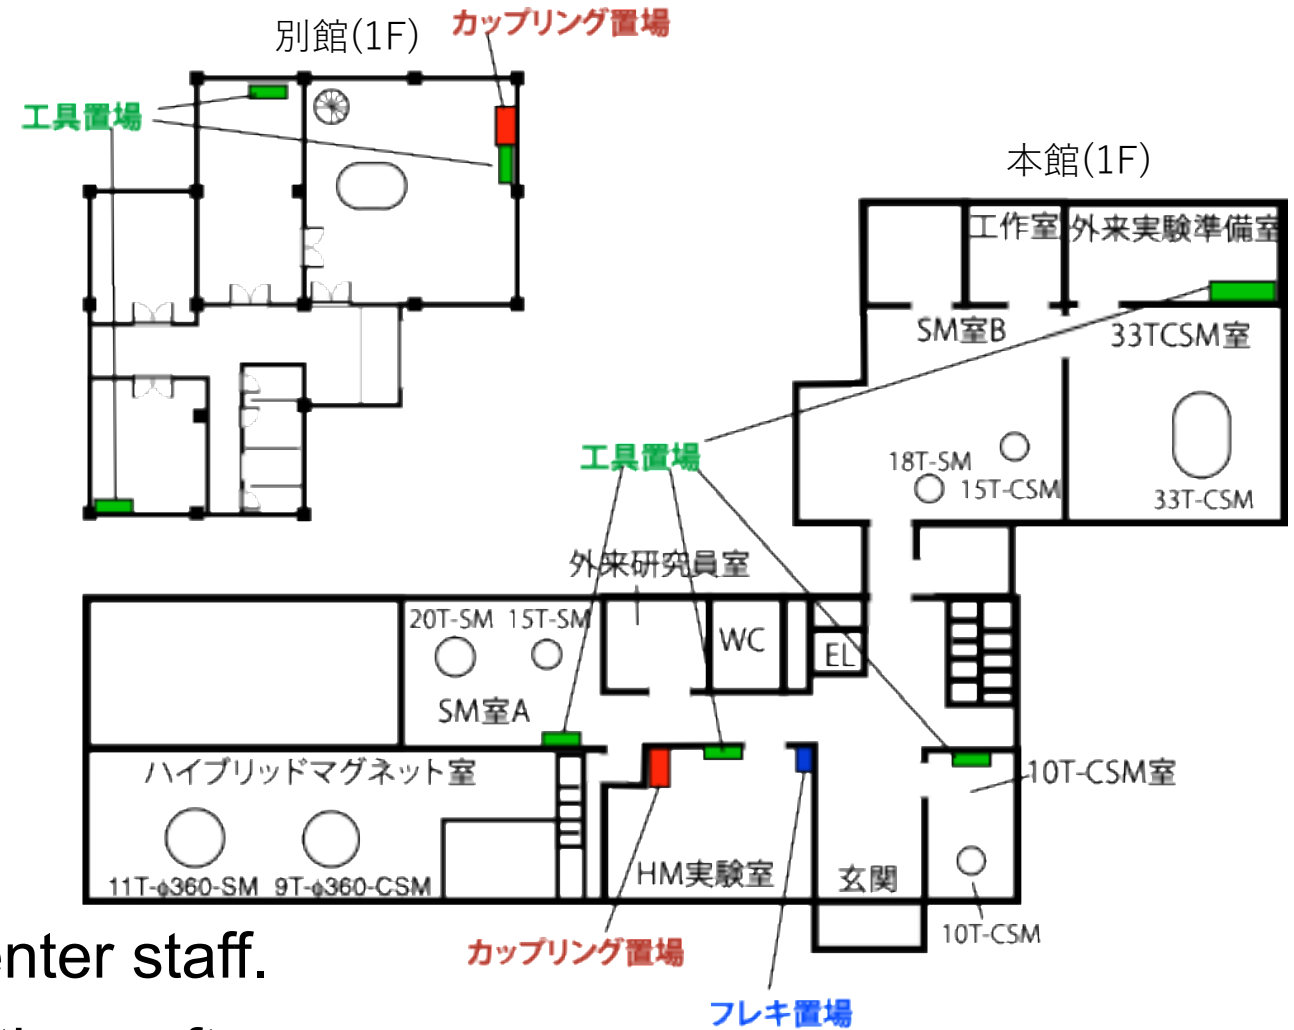 別館(1F)
カップリング置場
工具置場
本館(1F)
工作室
外来実験準備室
SM室B
33TCSM室
工具置場
18T-SM
15T-CSM
33T-CSM
外来研究員室
20T-SM
15T-SM
WC
EL
SM室A
ハイブリッドマグネット室
10T-CSM室
HM実験室
玄関
11T-φ360-SM
9T-φ360-CSM
10T-CSM
カップリング置場
enter staff.
フレキ置場